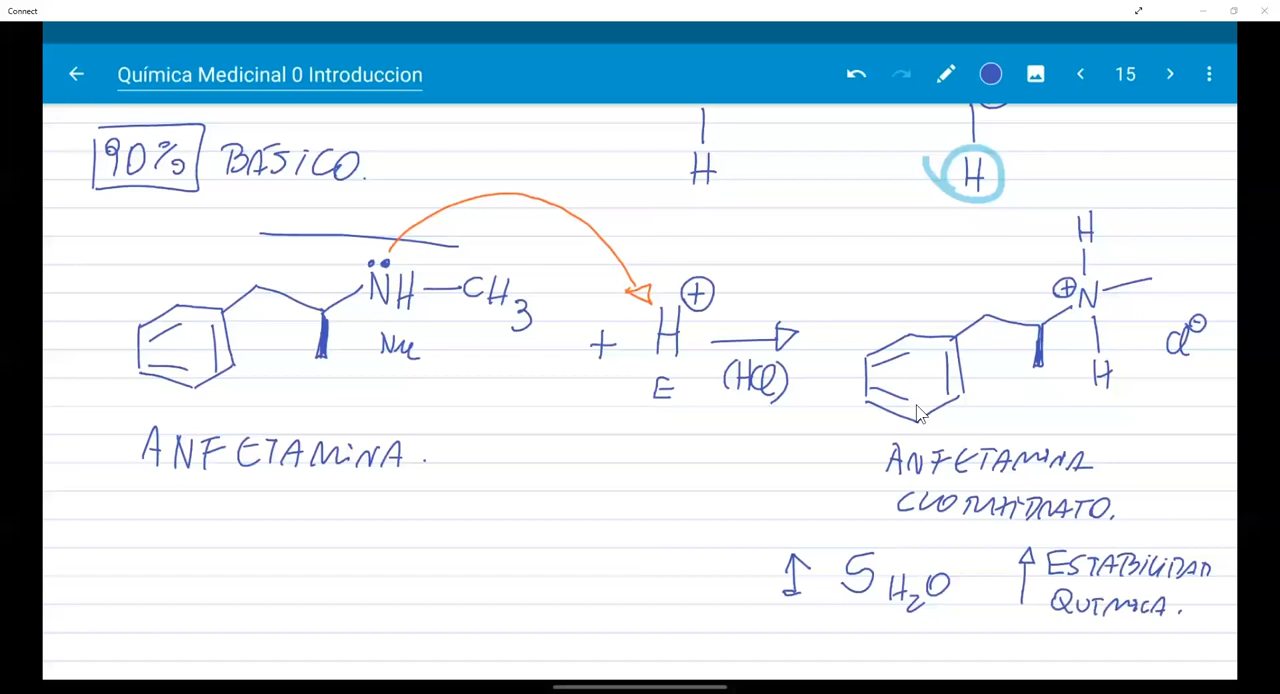 Connect
Química Medicinal 0 Introduccion
15
90% BÁSICO.
H
H
H
NH—CH3
H⊕
⊕N
Cl⊖
Nu
+
E
(HCl)
H
ANFETAMINA.
ANFETAMINA
CLORHIDRATO.
↑ S H2O
↑ ESTABILIDAD
QUÍMICA.